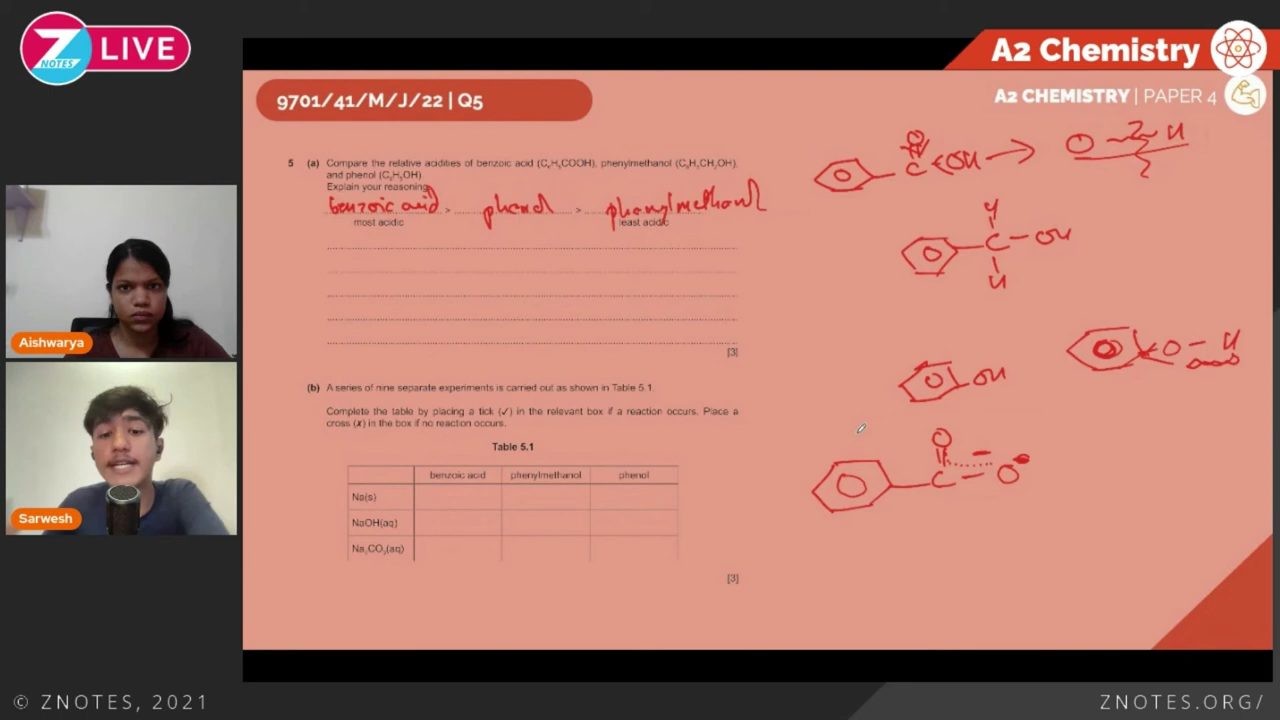 Z NOTES LIVE
A2 Chemistry
9701/41/M/J/22 | Q5
A2 CHEMISTRY | PAPER 4
5 (a) Compare the relative acidities of benzoic acid (C₆H₅COOH), phenylmethanol (C₆H₅CH₂OH),
and phenol (C₆H₅OH).
Explain your reasoning.
benzoic acid > phenol > phenylmethanol
most acidic least acidic
[3]
(b) A series of nine separate experiments is carried out as shown in Table 5.1.
Complete the table by placing a tick (✓) in the relevant box if a reaction occurs. Place a
cross (✗) in the box if no reaction occurs.
Table 5.1
benzoic acid phenylmethanol phenol
Na(s)
NaOH(aq)
Na₂CO₃(aq)
[3]
O
C OH → O H
H
C – OH
H
O – H
OH
O
–
C – O
Aishwarya
Sarwesh
© ZNOTES, 2021
ZNOTES.ORG/